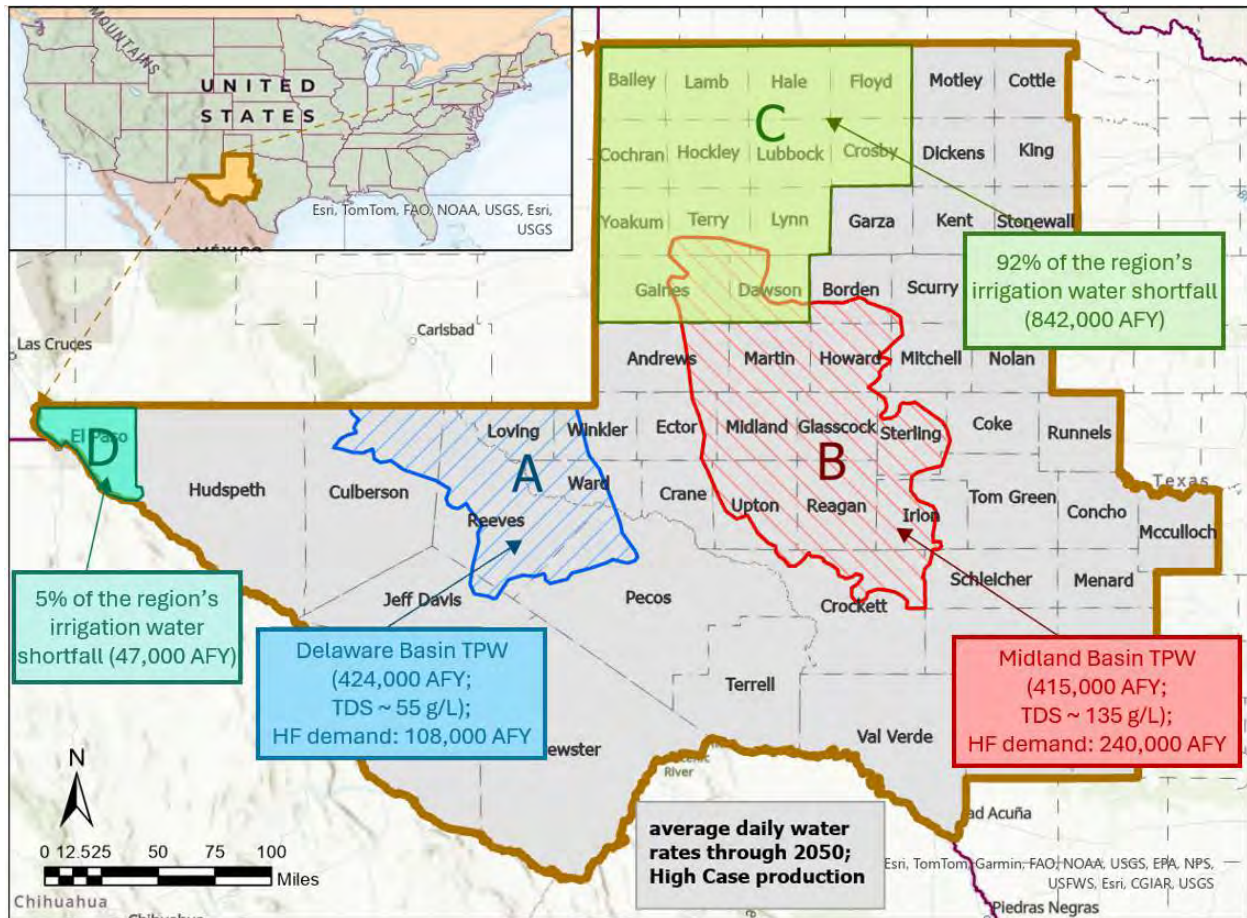 MOUNTAINS
UNITED
STATES
Esri, TomTom, FAO, NOAA, USGS, Esri,
USGS
Bailey Lamb Hale Floyd Motley Cottle
C
Cochran Hockley Lubbock Crosby Dickens King
Yoakum Terry Lynn Garza Kent Stonewall
92% of the region's
irrigation water shortfall
(842,000 AFY)
Gaines Dawson Borden Scurry
Las Cruces
Carlsbad
Andrews Martin Howard Mitchell Nolan
El Paso
D
Loving Winkler Ector Midland Glasscock Sterling Coke Runnels
Texas
A
B
Hudspeth Culberson Ward Crane Upton Reagan Tom Green Concho
Reeves Irion Mcculloch
5% of the region's
irrigation water
shortfall (47,000 AFY)
Jeff Davis Pecos Crockett Schleicher Menard
Delaware Basin TPW
(424,000 AFY;
TDS ~ 55 g/L);
HF demand: 108,000 AFY
Midland Basin TPW
(415,000 AFY;
TDS ~ 135 g/L);
HF demand: 240,000 AFY
Terrell
Val Verde
ewster
River
N
0 12.5 25 50 75 100
Miles
average daily water
rates through 2050;
High Case production
ad Acuña
Esri, TomTom, Garmin, FAO, NOAA, USGS, EPA, NPS,
USFWS, Esri, CGIAR, USGS
Chihuahua
Piedras Negras